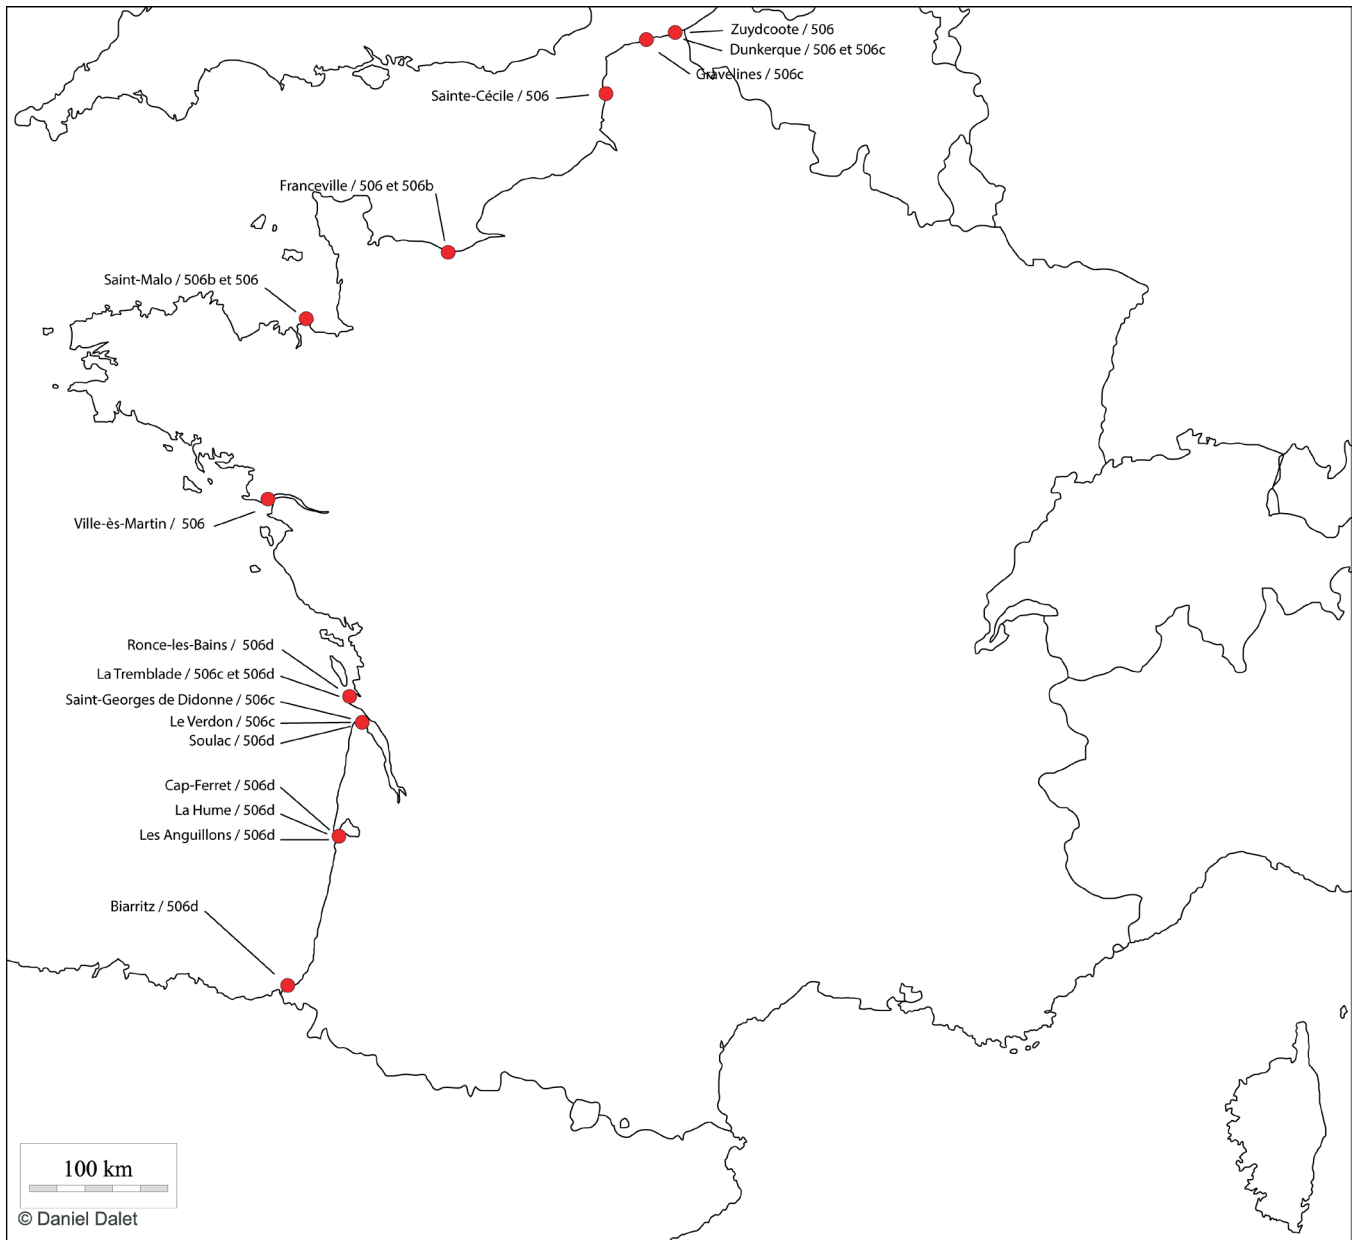 Zuydcoote / 506
Dunkerque / 506 et 506c
Gravelines / 506c
Sainte-Cécile / 506
Franceville / 506 et 506b
Saint-Malo / 506b et 506
Ville-ès-Martin / 506
Ronce-les-Bains / 506d
La Tremblade / 506c et 506d
Saint-Georges de Didonne / 506c
Le Verdon / 506c
Soulac / 506d
Cap-Ferret / 506d
La Hume / 506d
Les Anguillons / 506d
Biarritz / 506d
100 km
© Daniel Dalet